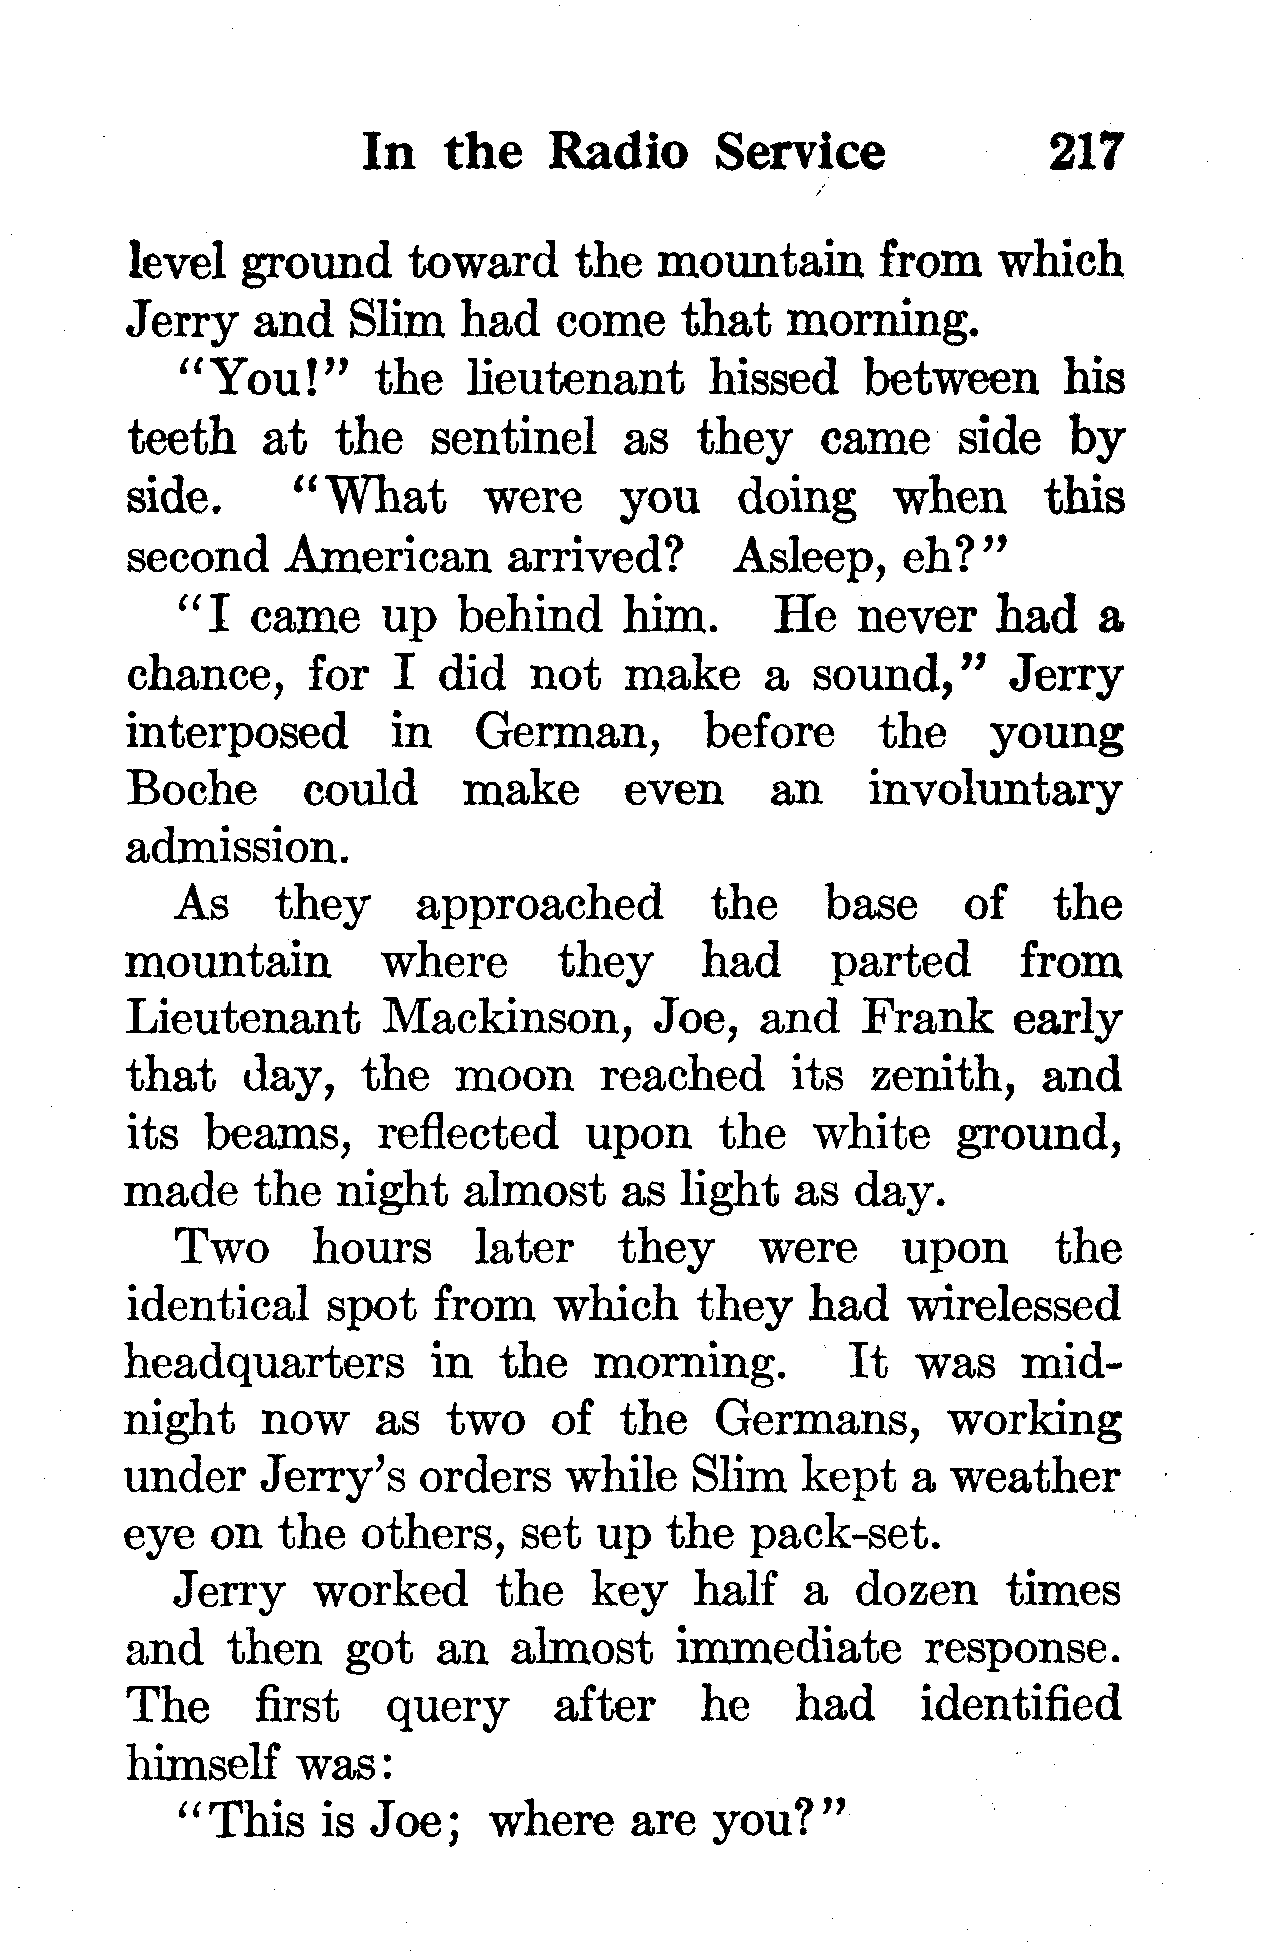 In the Radio Service 217
level ground toward the mountain from which
Jerry and Slim had come that morning.
“You!” the lieutenant hissed between his
teeth at the sentinel as they came side by
side. “What were you doing when this
second American arrived? Asleep, eh?”
“I came up behind him. He never had a
chance, for I did not make a sound,” Jerry
interposed in German, before the young
Boche could make even an involuntary
admission.
As they approached the base of the
mountain where they had parted from
Lieutenant Mackinson, Joe, and Frank early
that day, the moon reached its zenith, and
its beams, reflected upon the white ground,
made the night almost as light as day.
Two hours later they were upon the
identical spot from which they had wirelessed
headquarters in the morning. It was mid-
night now as two of the Germans, working
under Jerry’s orders while Slim kept a weather
eye on the others, set up the pack-set.
Jerry worked the key half a dozen times
and then got an almost immediate response.
The first query after he had identified
himself was:
“This is Joe; where are you?”